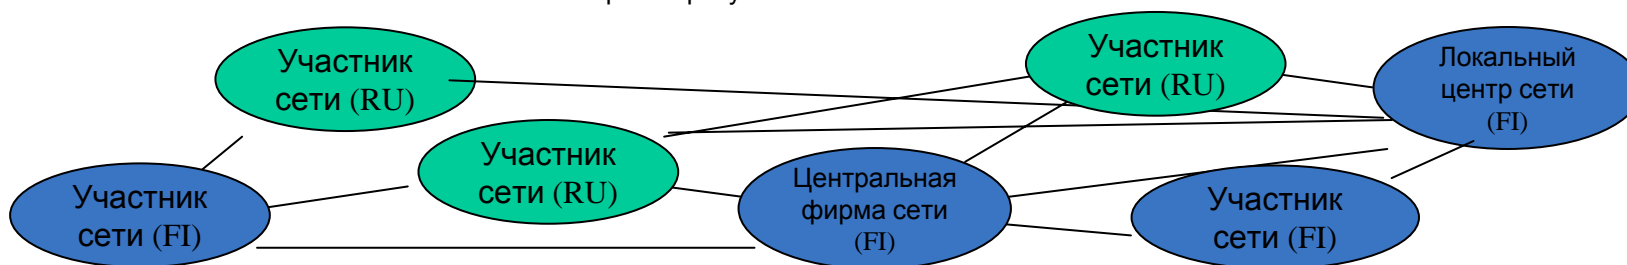 Участник
сети (RU)
Участник
сети (RU)
Локальный
центр сети
(FI)
Участник
сети (RU)
Центральная
фирма сети
(FI)
Участник
сети (FI)
Участник
сети (FI)